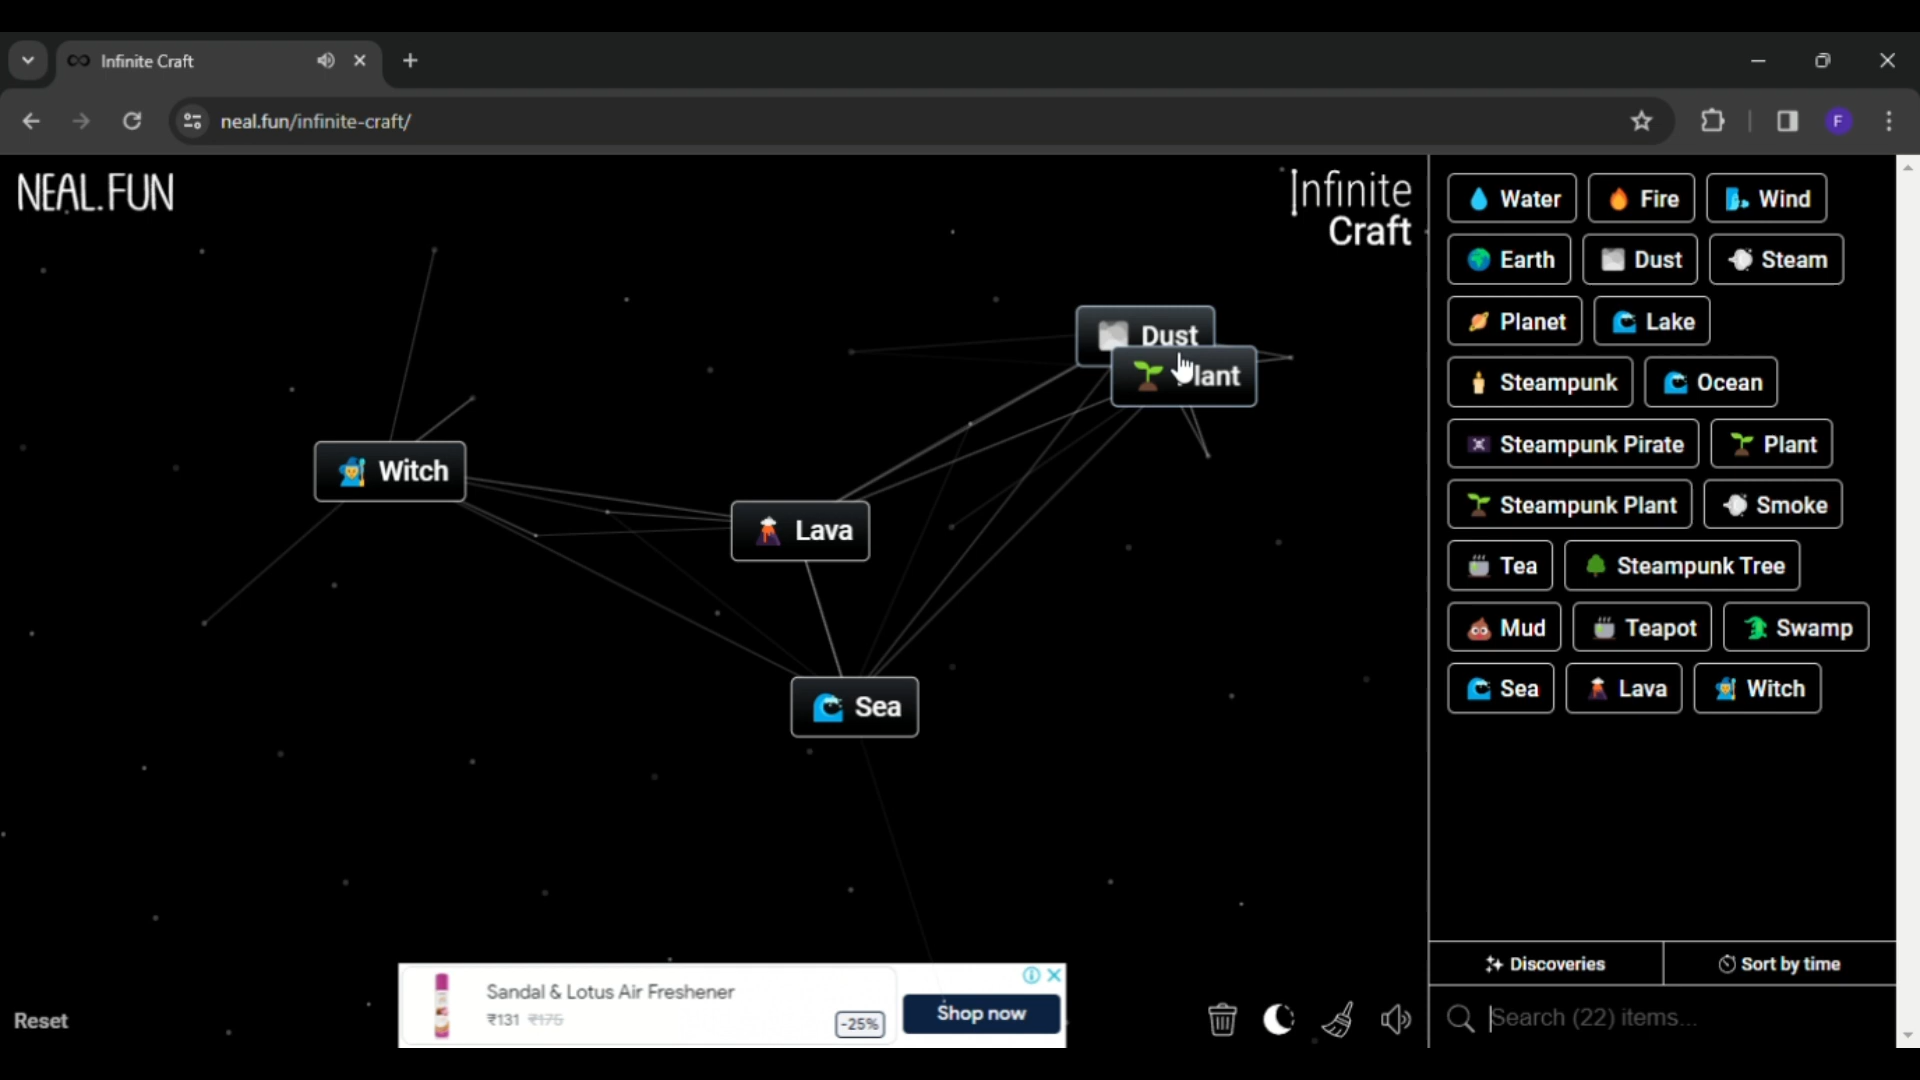 Infinite Craft
neal.fun/infinite-craft/
F
NEAL.FUN
Infinite
Craft
Dust
Plant
Witch
Lava
Sea
Water Fire Wind
Earth Dust Steam
Planet Lake
Steampunk Ocean
Steampunk Pirate Plant
Steampunk Plant Smoke
Tea Steampunk Tree
Mud Teapot Swamp
Sea Lava Witch
Discoveries Sort by time
Search (22) items...
Reset
Sandal & Lotus Air Freshener
₹131 ₹175
-25%
Shop now